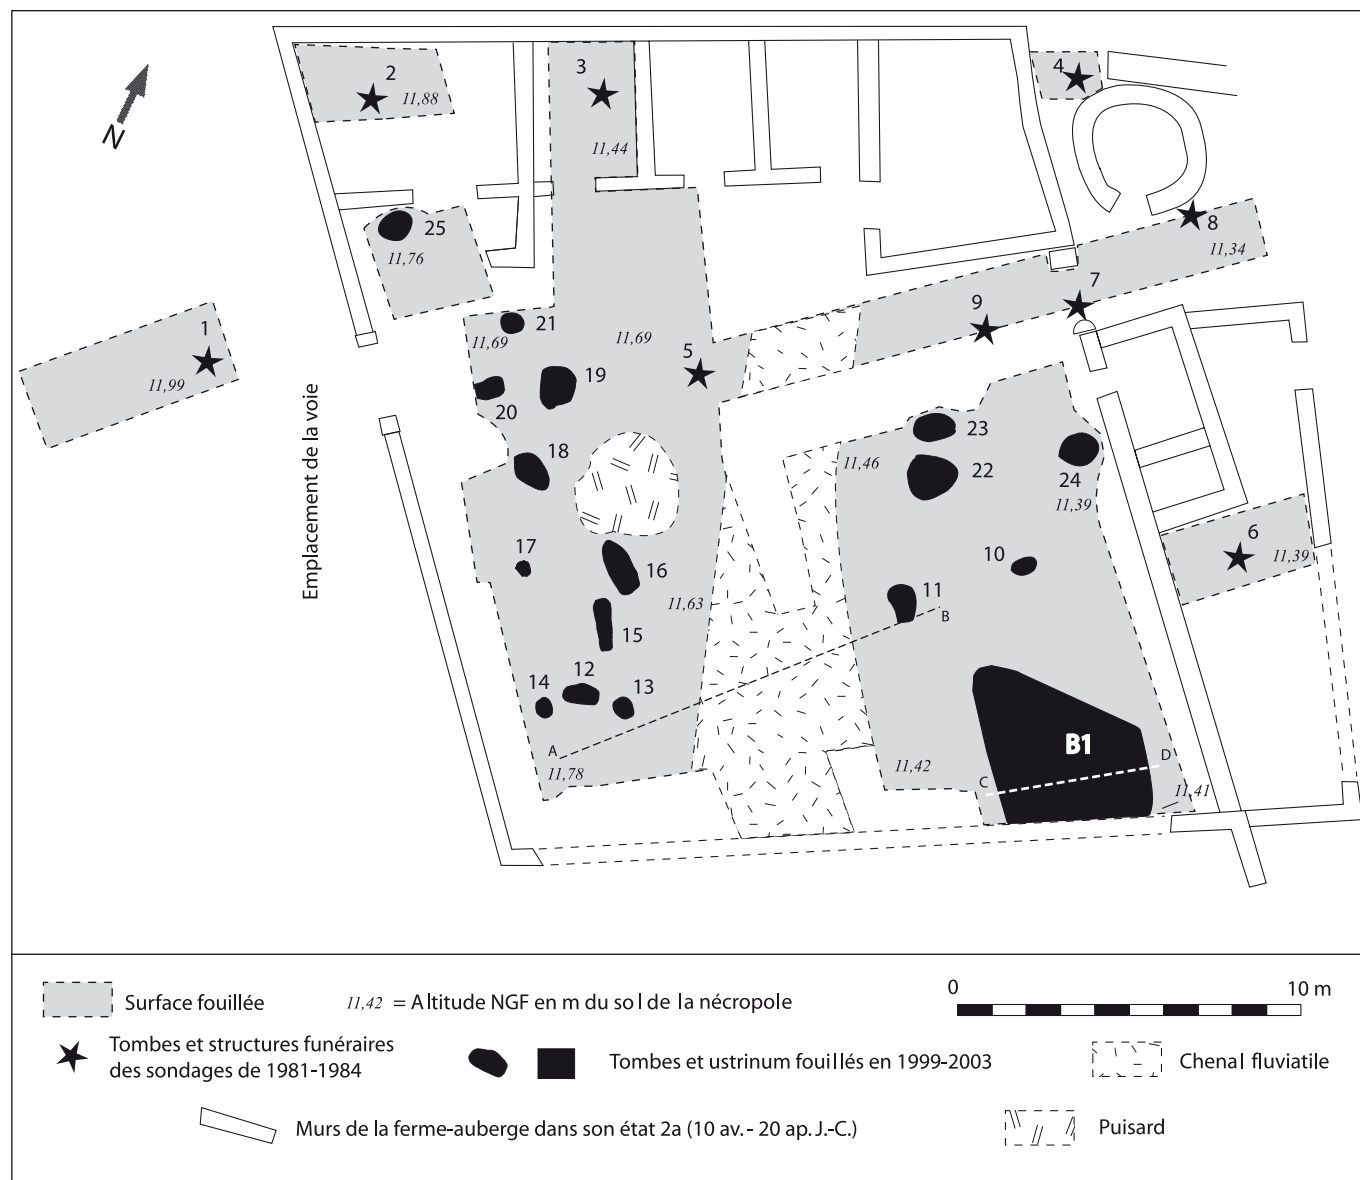 2
3
4
11,88
11,44
N
8
25
11,34
11,76
7
9
21
1
11,69
11,69
5
11,99
19
20
23
18
11,46
22
24
11,39
Emplacement de la voie
17
16
10
6
11,39
11
11,63
B
15
12
14
13
B1
A
D
11,78
11,42
C
11,41
Surface fouillée
11,42 = Altitude NGF en m du sol de la nécropole
0
10 m
Tombes et structures funéraires
des sondages de 1981-1984
Tombes et ustrinum fouillés en 1999-2003
Chenal fluviatile
Murs de la ferme-auberge dans son état 2a (10 av. - 20 ap. J.-C.)
Puisard